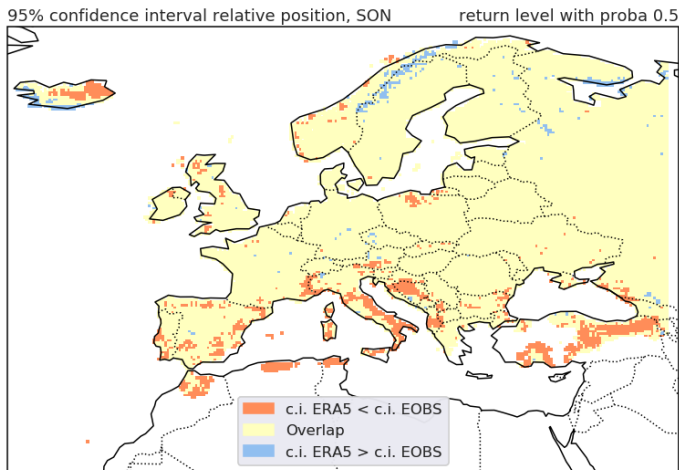 95% confidence interval relative position, SON
return level with proba 0.5
c.i. ERA5 < c.i. EOBS
Overlap
c.i. ERA5 > c.i. EOBS